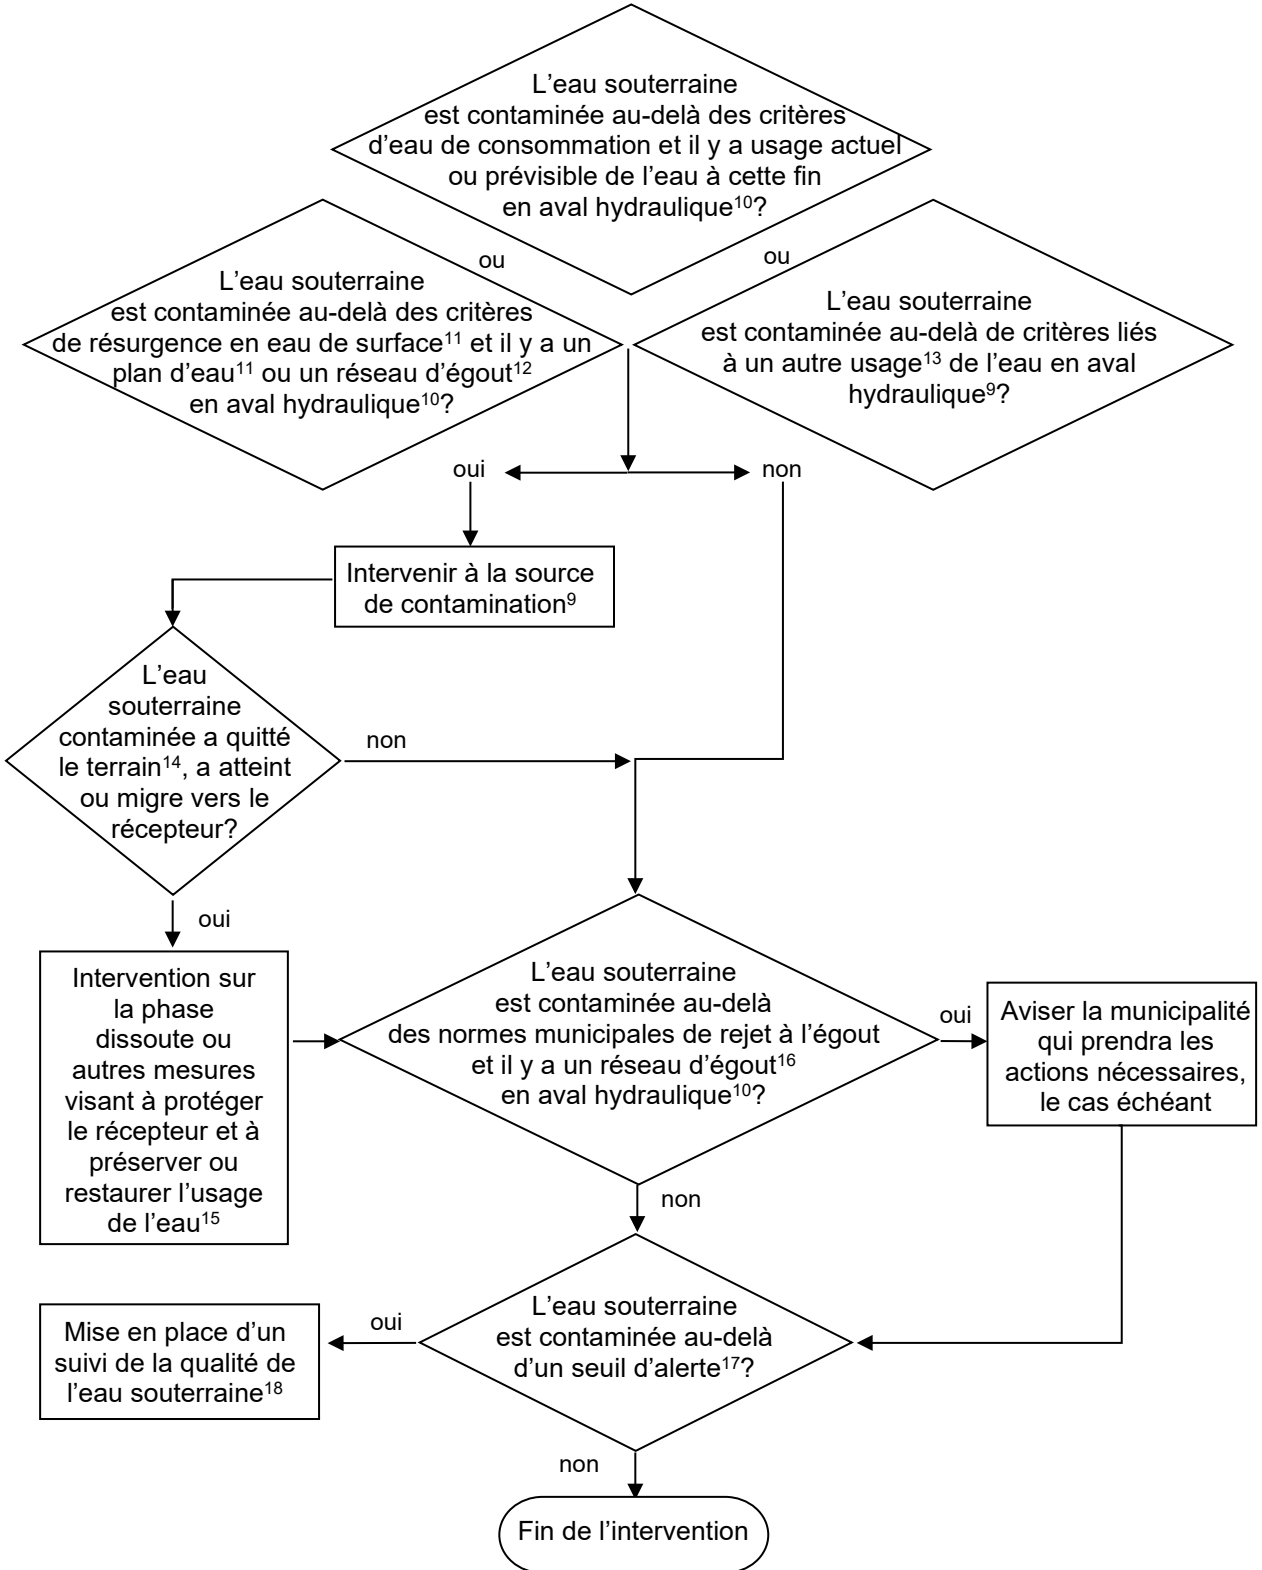 L'eau souterraine
est contaminée au-delà des critères
d'eau de consommation et il y a usage actuel
ou prévisible de l'eau à cette fin
en aval hydraulique¹⁰?
ou
ou
L'eau souterraine
est contaminée au-delà des critères
de résurgence en eau de surface¹¹ et il y a un
plan d'eau¹¹ ou un réseau d'égout¹²
en aval hydraulique¹⁰?
L'eau souterraine
est contaminée au-delà de critères liés
à un autre usage¹³ de l'eau en aval
hydraulique⁹?
oui
non
Intervenir à la source
de contamination⁹
L'eau
souterraine
contaminée a quitté
le terrain¹⁴, a atteint
ou migre vers le
récepteur?
non
oui
Intervention sur
la phase
dissoute ou
autres mesures
visant à protéger
le récepteur et à
préserver ou
restaurer l'usage
de l'eau¹⁵
L'eau souterraine
est contaminée au-delà
des normes municipales de rejet à l'égout
et il y a un réseau d'égout¹⁶
en aval hydraulique¹⁰?
oui
Aviser la municipalité
qui prendra les
actions nécessaires,
le cas échéant
non
L'eau souterraine
est contaminée au-delà
d'un seuil d'alerte¹⁷?
oui
Mise en place d'un
suivi de la qualité de
l'eau souterraine¹⁸
non
Fin de l'intervention